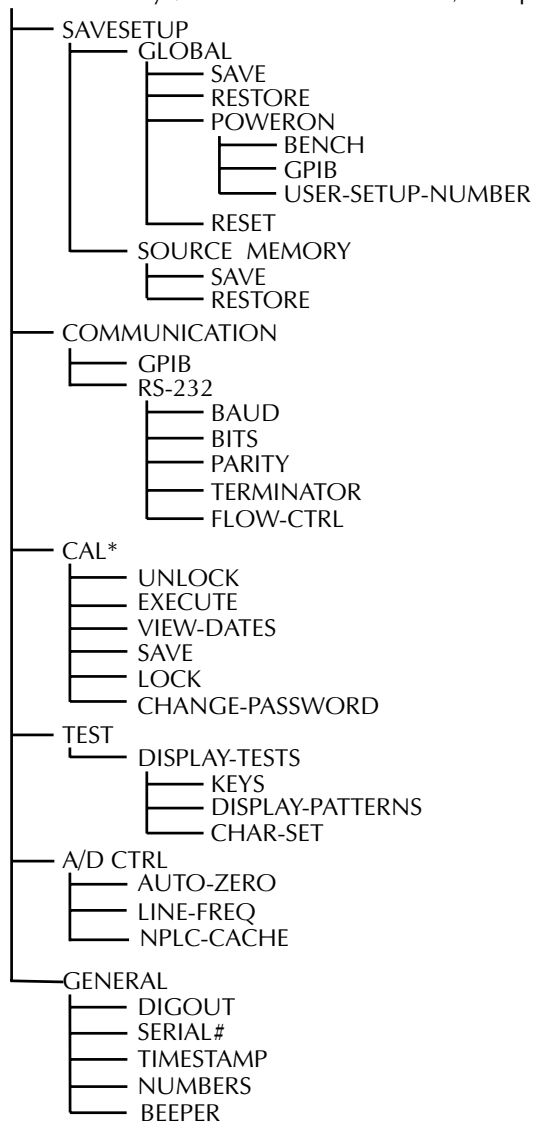 SAVESETUP
GLOBAL
SAVE
RESTORE
POWERON
BENCH
GPIB
USER-SETUP-NUMBER
RESET
SOURCE MEMORY
SAVE
RESTORE
COMMUNICATION
GPIB
RS-232
BAUD
BITS
PARITY
TERMINATOR
FLOW-CTRL
CAL*
UNLOCK
EXECUTE
VIEW-DATES
SAVE
LOCK
CHANGE-PASSWORD
TEST
DISPLAY-TESTS
KEYS
DISPLAY-PATTERNS
CHAR-SET
A/D CTRL
AUTO-ZERO
LINE-FREQ
NPLC-CACHE
GENERAL
DIGOUT
SERIAL#
TIMESTAMP
NUMBERS
BEEPER